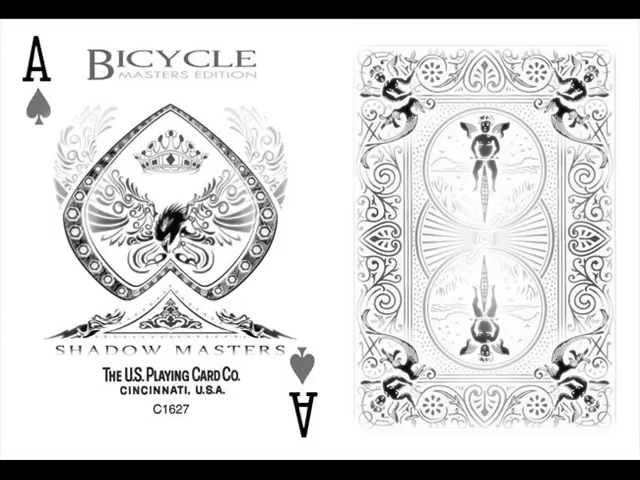 A
BICYCLE
MASTERS EDITION
SHADOW MASTERS
THE U.S. PLAYING CARD CO.
CINCINNATI, U.S.A.
C1627
A